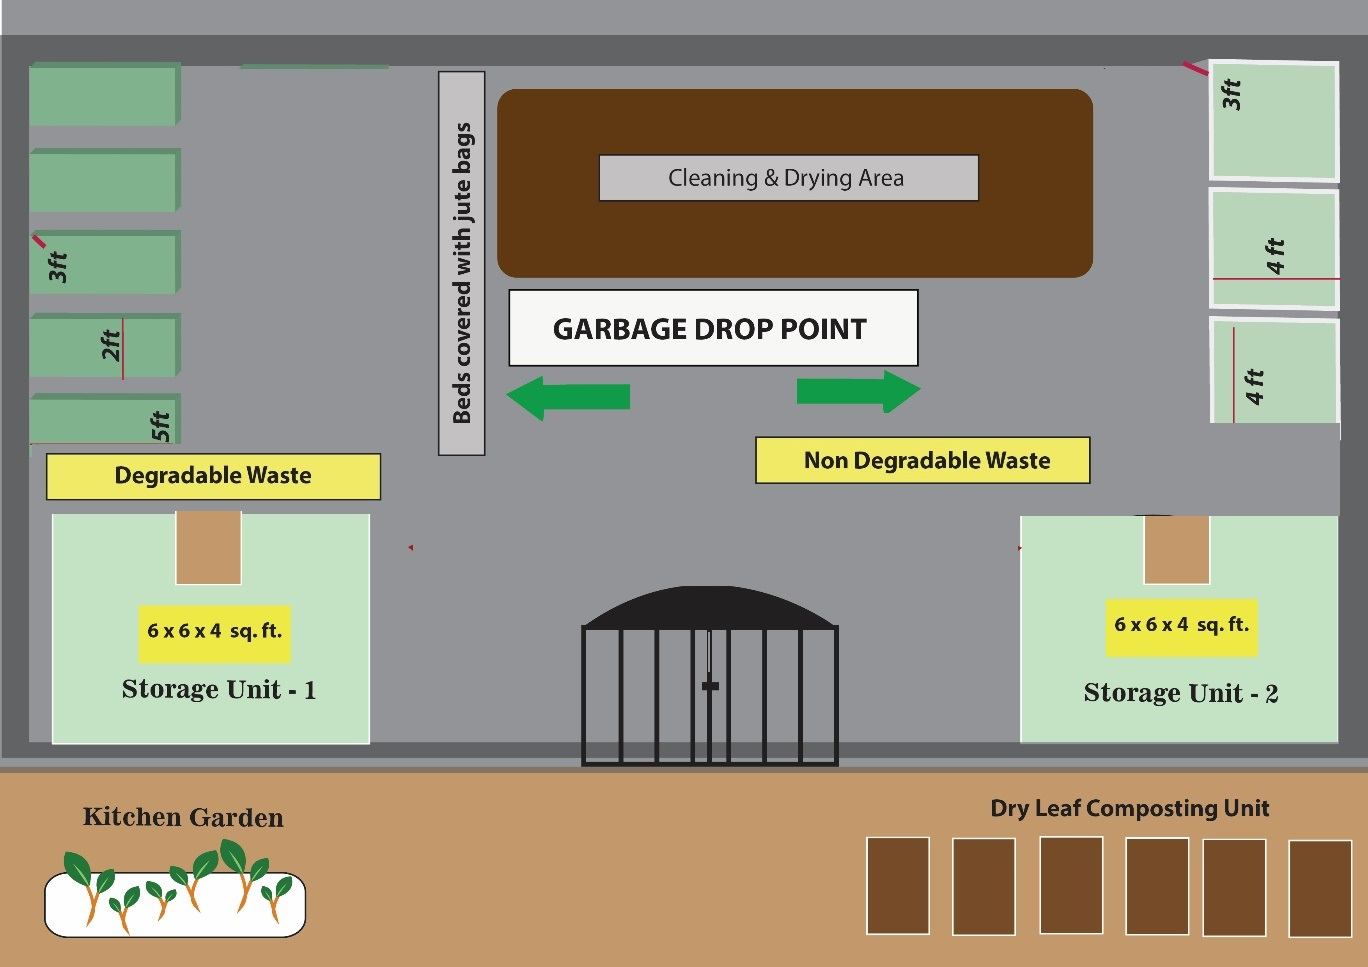 3ft
2ft
5ft
Beds covered with jute bags
Cleaning & Drying Area
GARBAGE DROP POINT
3ft
4 ft
4 ft
Degradable Waste
Non Degradable Waste
6 x 6 x 4 sq. ft.
Storage Unit - 1
6 x 6 x 4 sq. ft.
Storage Unit - 2
Kitchen Garden
Dry Leaf Composting Unit